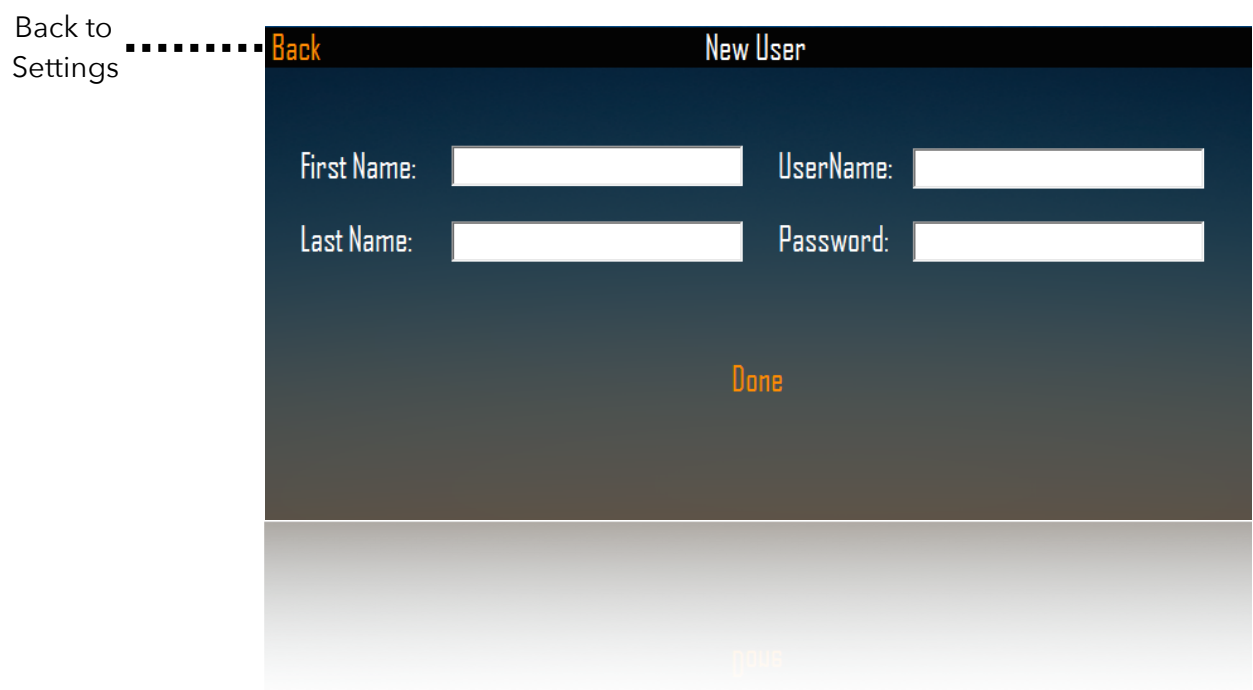 Back to
Settings
Back
New User
First Name:
UserName:
Last Name:
Password:
Done